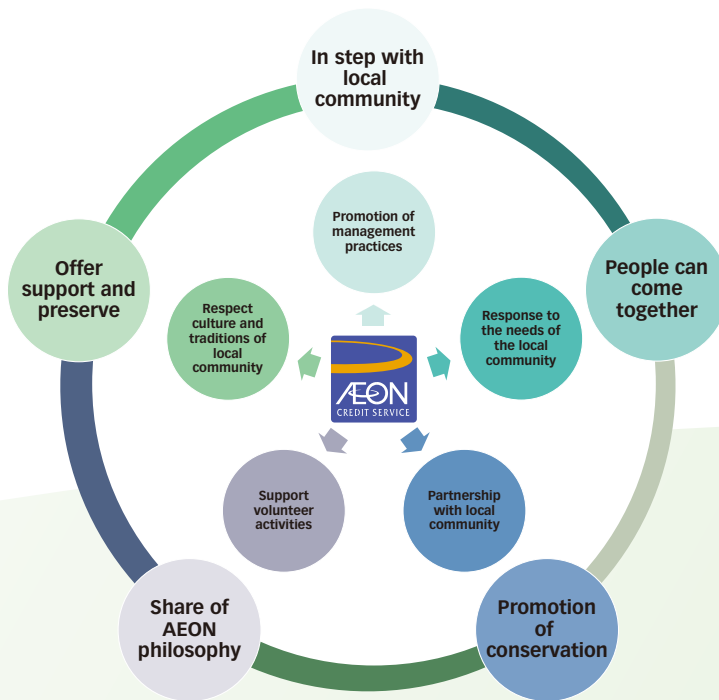 In step with
local
community
Promotion of
management
practices
Offer
support and
preserve
People can
come
together
Respect
culture and
traditions of
local
community
Response to
the needs of
the local
community
ÆON
CREDIT SERVICE
Support
volunteer
activities
Partnership
with local
community
Share of
AEON
philosophy
Promotion
of
conservation